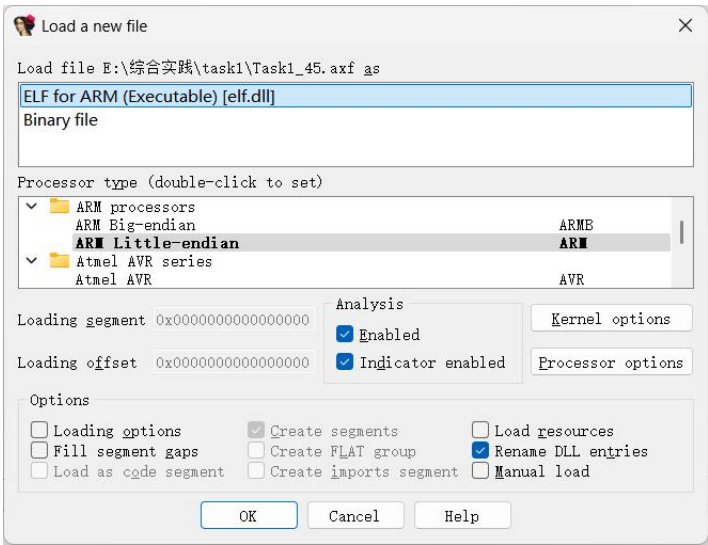 Load a new file
Load file E:\综合实践\task1\Task1_45.axf as
ELF for ARM (Executable) [elf.dll]
Binary file
Processor type (double-click to set)
ARM processors
ARM Big-endian ARMB
ARM Little-endian ARM
Atmel AVR series
Atmel AVR AVR
Loading segment 0x0000000000000000
Loading offset 0x0000000000000000
Analysis
Enabled
Indicator enabled
Kernel options
Processor options
Options
Loading options Create segments Load resources
Fill segment gaps Create FLAT group Rename DLL entries
Load as code segment Create imports segment Manual load
OK Cancel Help